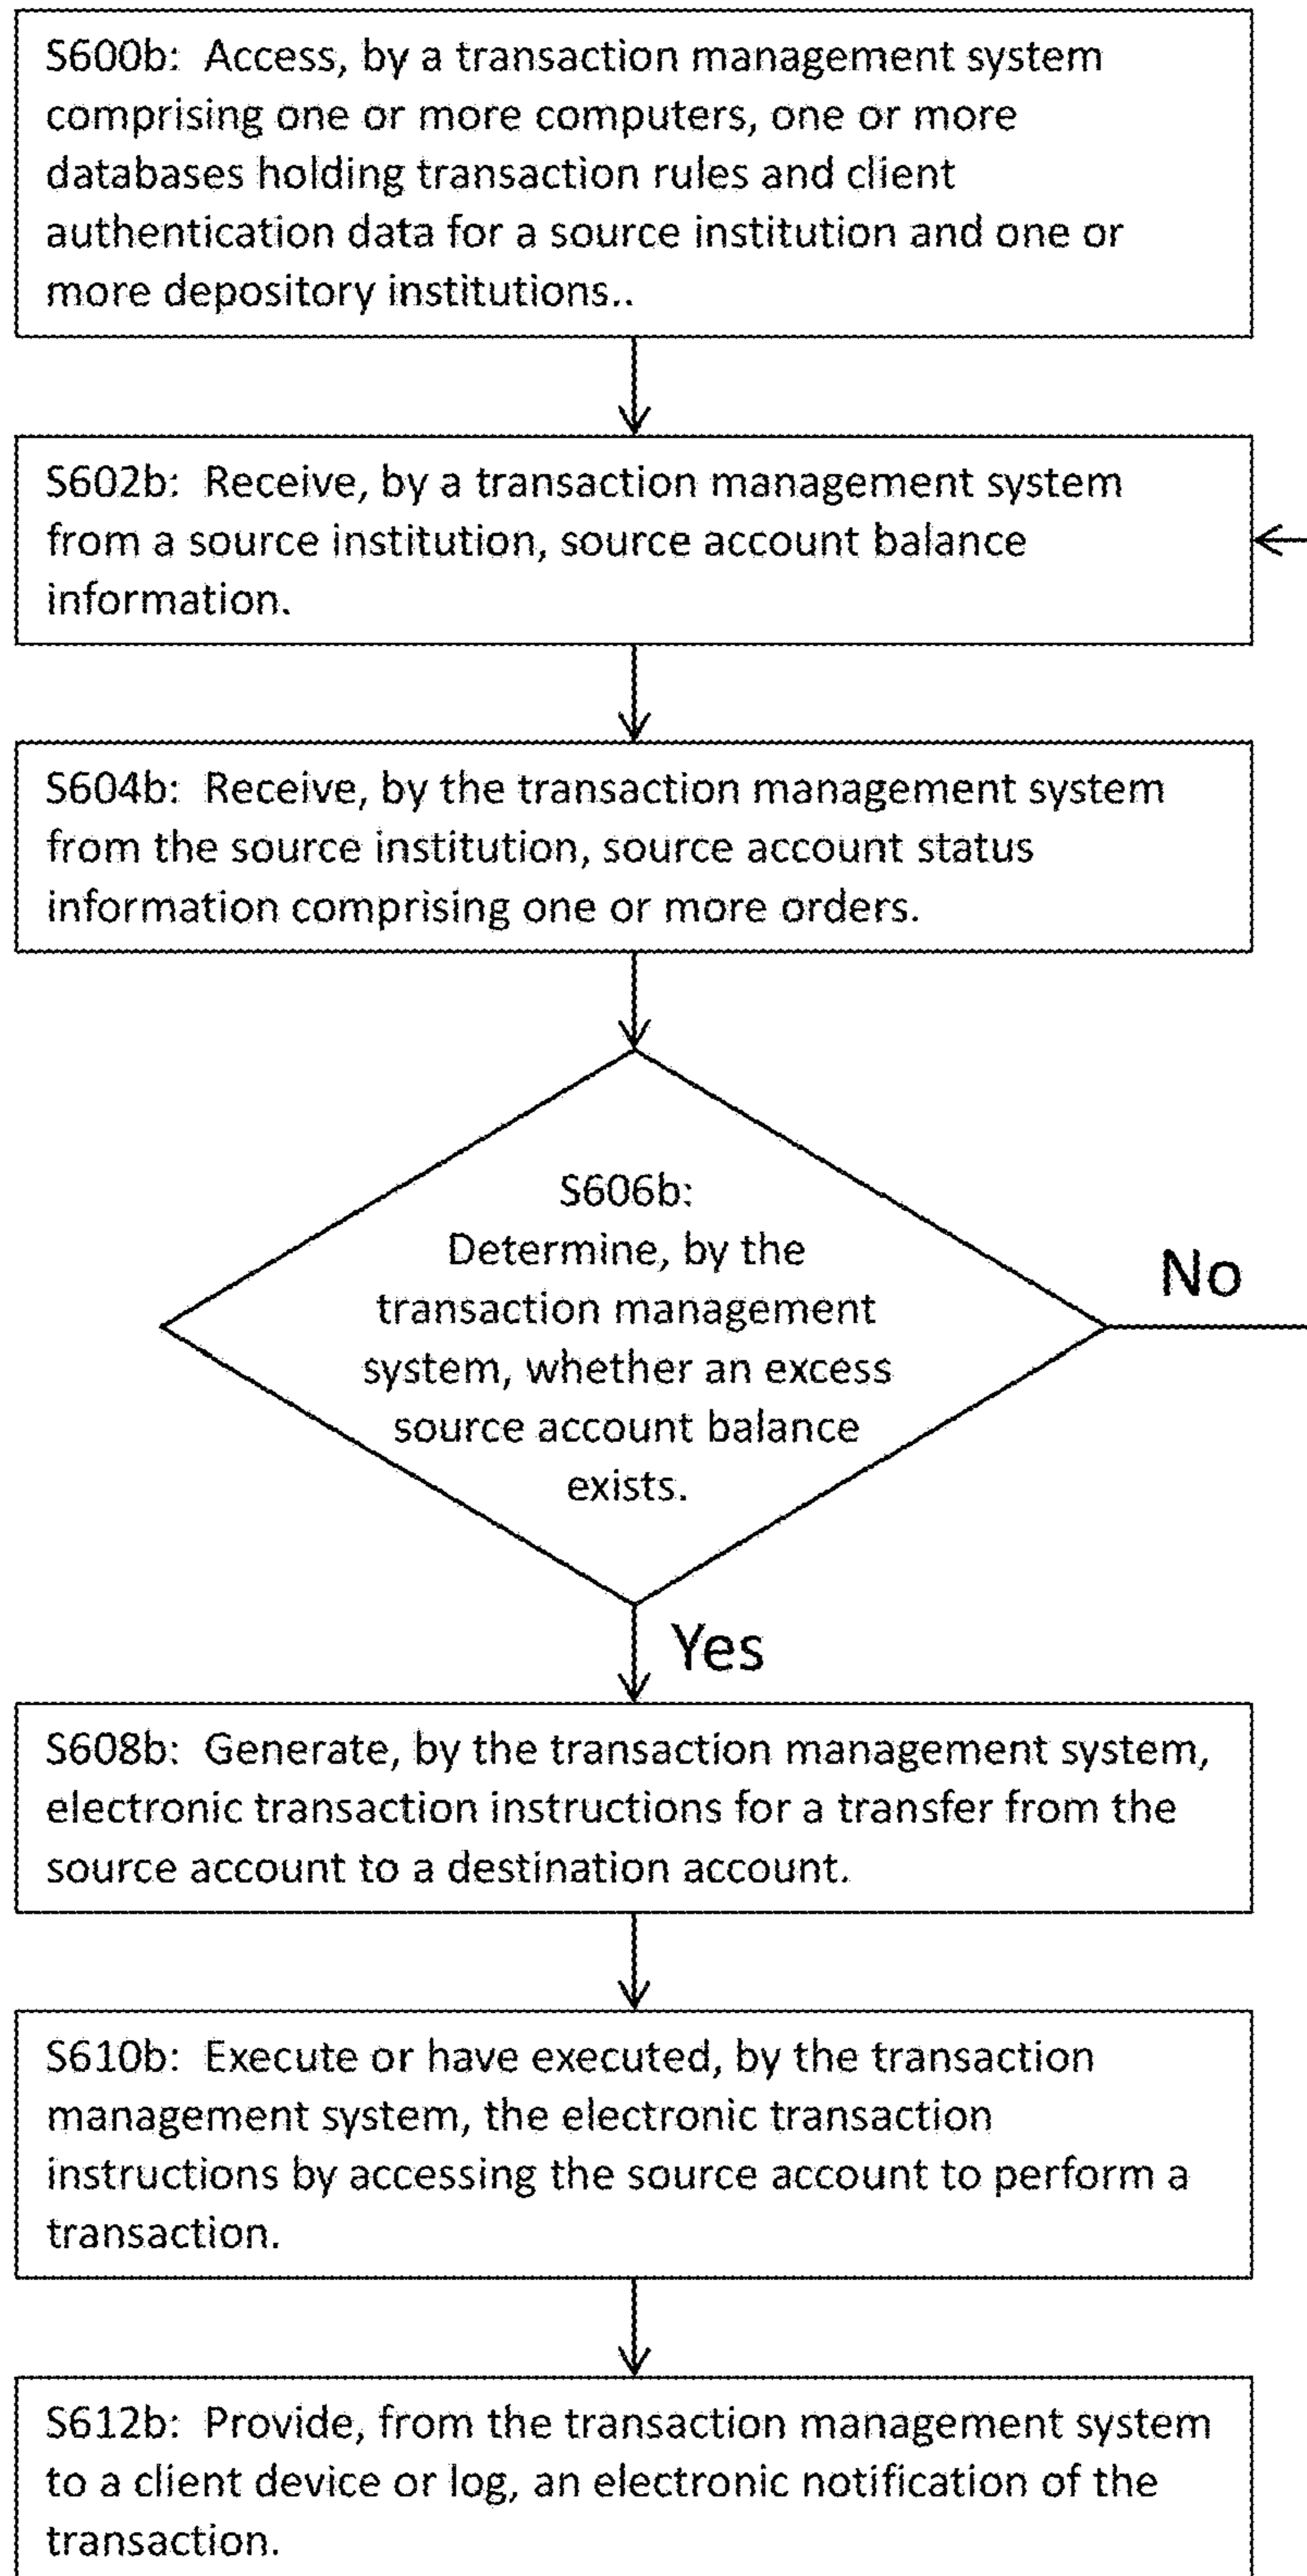 S600b: Access, by a transaction management system
comprising one or more computers, one or more
databases holding transaction rules and client
authentication data for a source institution and one or
more depository institutions..
S602b: Receive, by a transaction management system
from a source institution, source account balance
information.
S604b: Receive, by the transaction management system
from the source institution, source account status
information comprising one or more orders.
S606b:
Determine, by the
transaction management
system, whether an excess
source account balance
exists.
No
Yes
S608b: Generate, by the transaction management system,
electronic transaction instructions for a transfer from the
source account to a destination account.
S610b: Execute or have executed, by the transaction
management system, the electronic transaction
instructions by accessing the source account to perform a
transaction.
S612b: Provide, from the transaction management system
to a client device or log, an electronic notification of the
transaction.